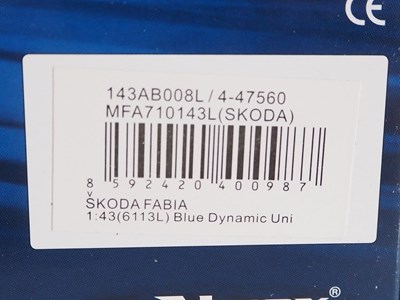 CE
143AB008L/4-47560
MFA710143L(SKODA)
8 592420 400987
ŠKODA FABIA
1:43(6113L) Blue Dynamic Uni
®